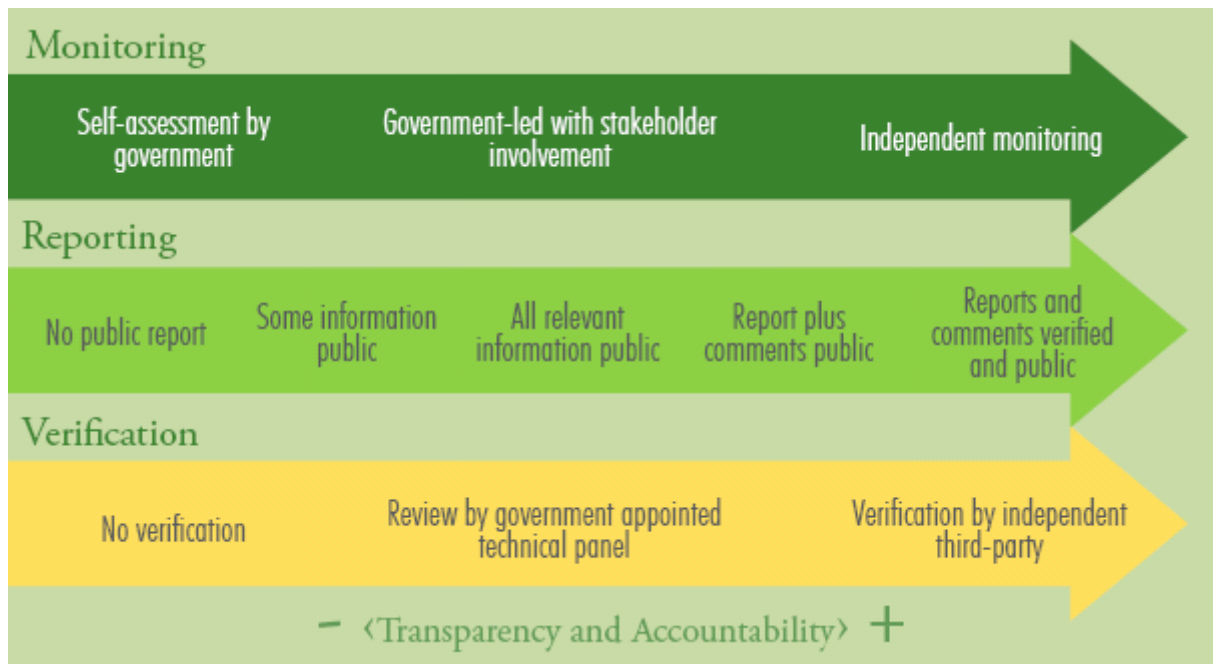 Monitoring
Self-assessment by
government
Government-led with stakeholder
involvement
Independent monitoring
Reporting
No public report
Some information
public
All relevant
information public
Report plus
comments public
Reports and
comments verified
and public
Verification
No verification
Review by government appointed
technical panel
Verification by independent
third-party
- ‹Transparency and Accountability› +